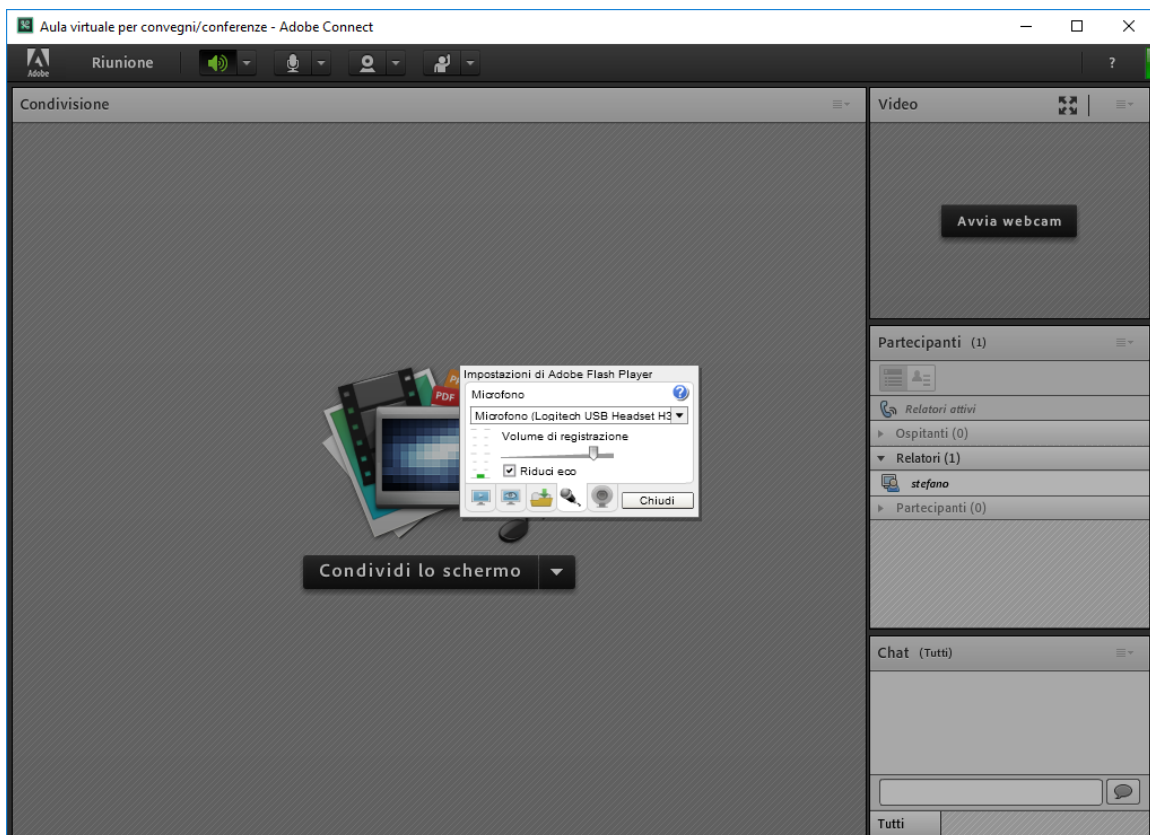 Aula virtuale per convegni/conferenze - Adobe Connect
Adobe
Riunione
?
Condivisione
Video
Avvia webcam
Partecipanti (1)
Relatori attivi
Ospitanti (0)
Relatori (1)
stefano
Partecipanti (0)
PDF
Impostazioni di Adobe Flash Player
Microfono
?
Microfono (Logitech USB Headset H3
Volume di registrazione
Riduci eco
Chiudi
Condividi lo schermo
Chat (Tutti)
Tutti